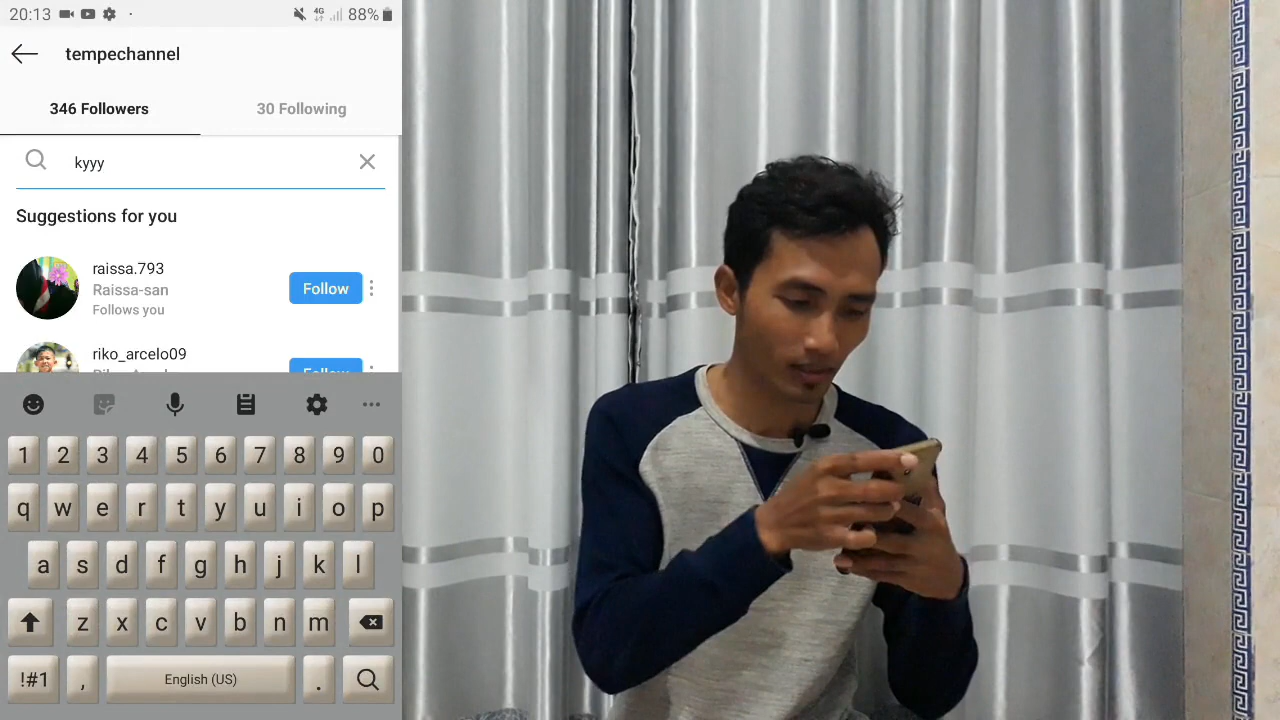 20:13 4G 88%
tempechannel
346 Followers 30 Following
kyyy
Suggestions for you
raissa.793
Raissa-san
Follows you
Follow
riko_arcelo09
1 2 3 4 5 6 7 8 9 0
q w e r t y u i o p
a s d f g h j k l
z x c v b n m
!#1 , English (US) .